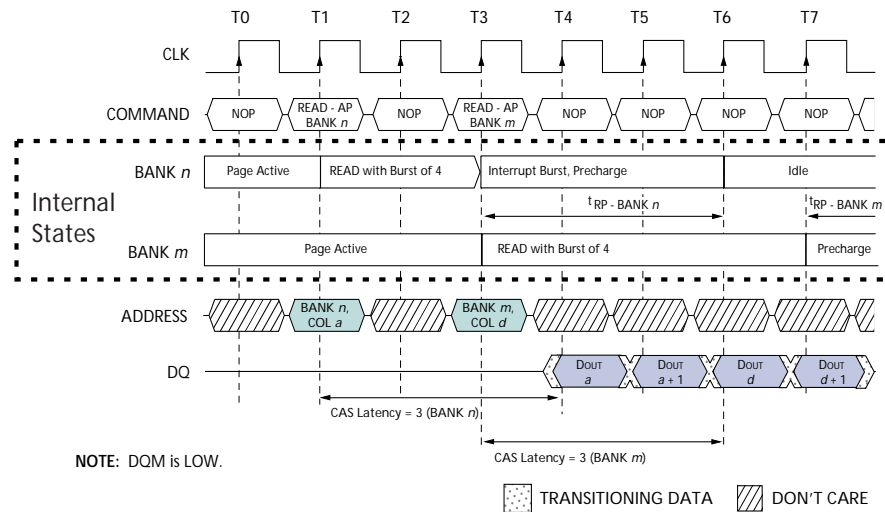 T0 T1 T2 T3 T4 T5 T6 T7
CLK
COMMAND NOP READ - AP BANK n NOP READ - AP BANK m NOP NOP NOP NOP
Internal States
BANK n Page Active READ with Burst of 4 Interrupt Burst, Precharge Idle
tRP - BANK n tRP - BANK m
BANK m Page Active READ with Burst of 4 Precharge
ADDRESS BANK n, COL a BANK m, COL d
DQ DOUT a DOUT a + 1 DOUT d DOUT d + 1
CAS Latency = 3 (BANK n)
CAS Latency = 3 (BANK m)
NOTE: DQM is LOW.
TRANSITIONING DATA DON'T CARE